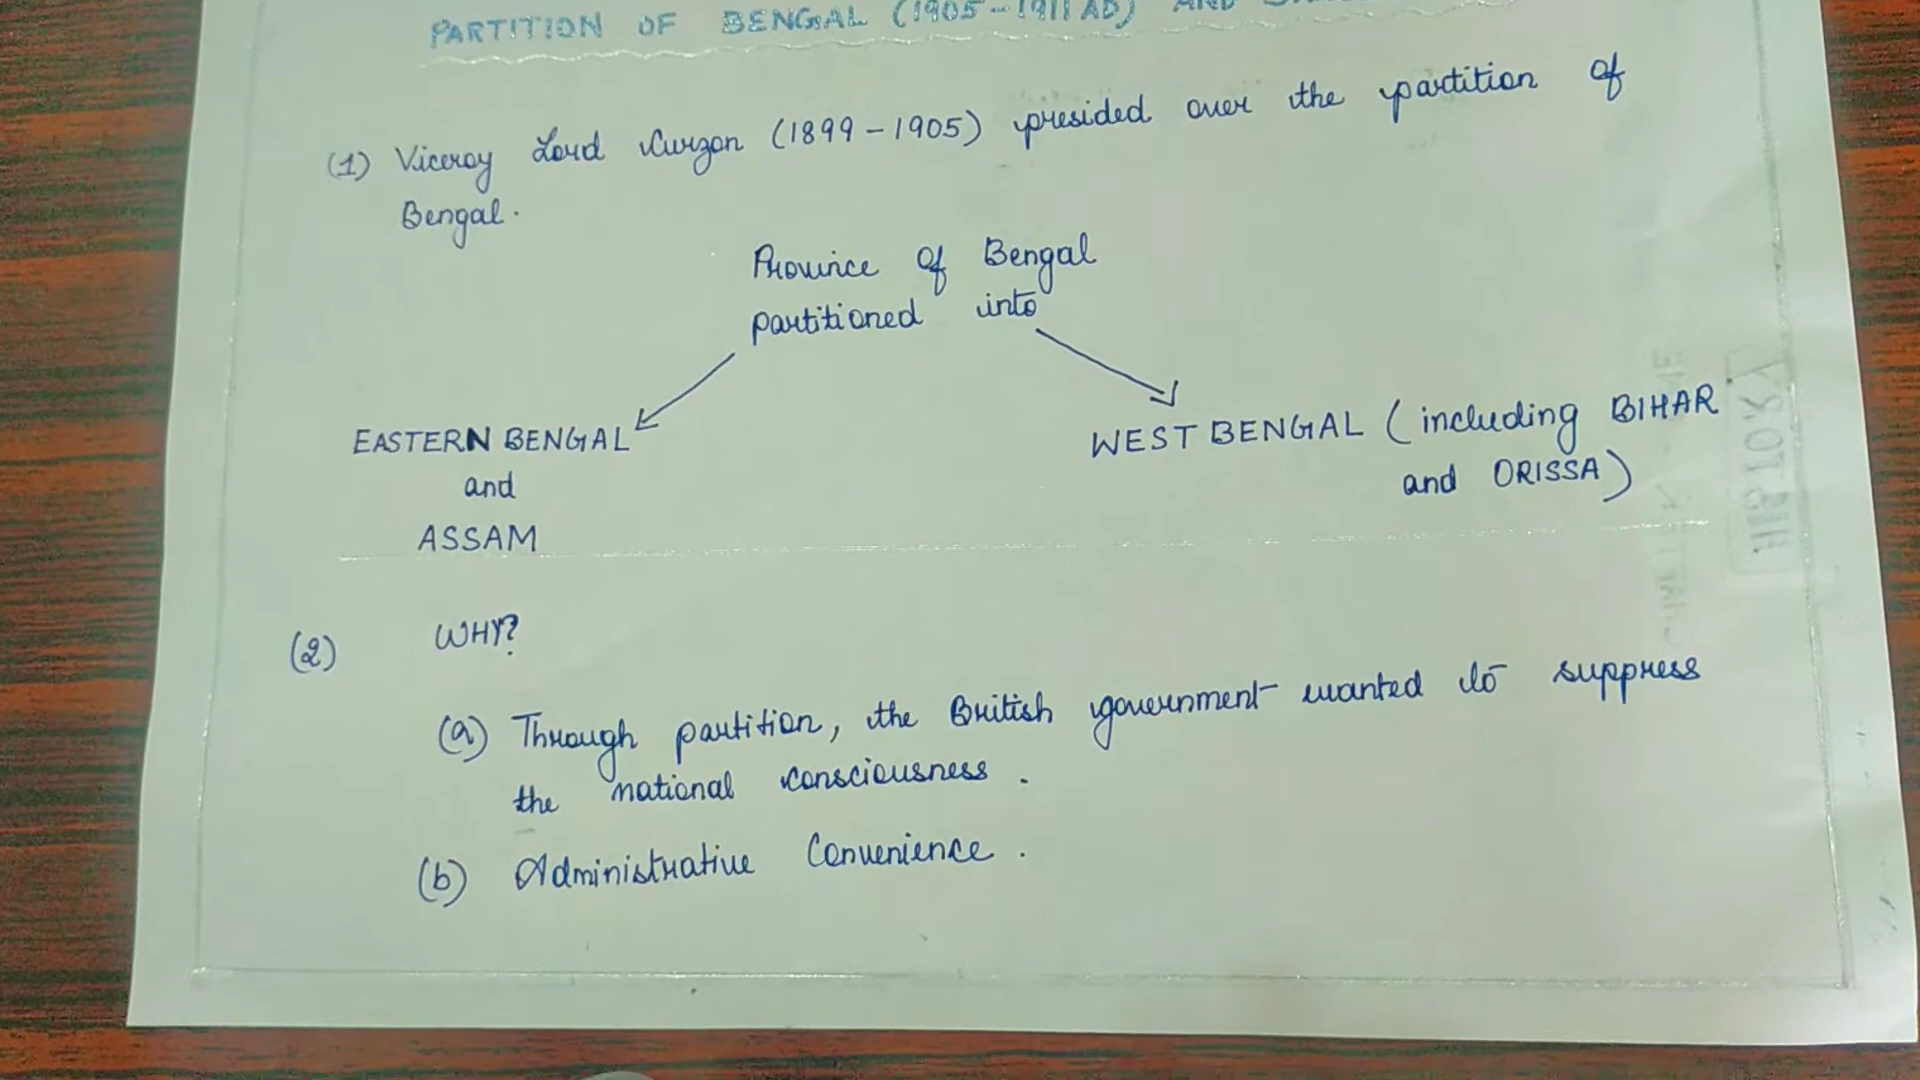 PARTITION OF BENGAL (1905-1911 AD) AND
(1) Viceroy Lord Curzon (1899-1905) presided over the partition of
Bengal.
Province of Bengal
partitioned into
EASTERN BENGAL
and
ASSAM
WEST BENGAL (including BIHAR
and ORISSA)
(2) WHY?
(a) Through partition, the British government wanted to suppress
the national consciousness.
(b) Administrative Convenience.
HISTORY